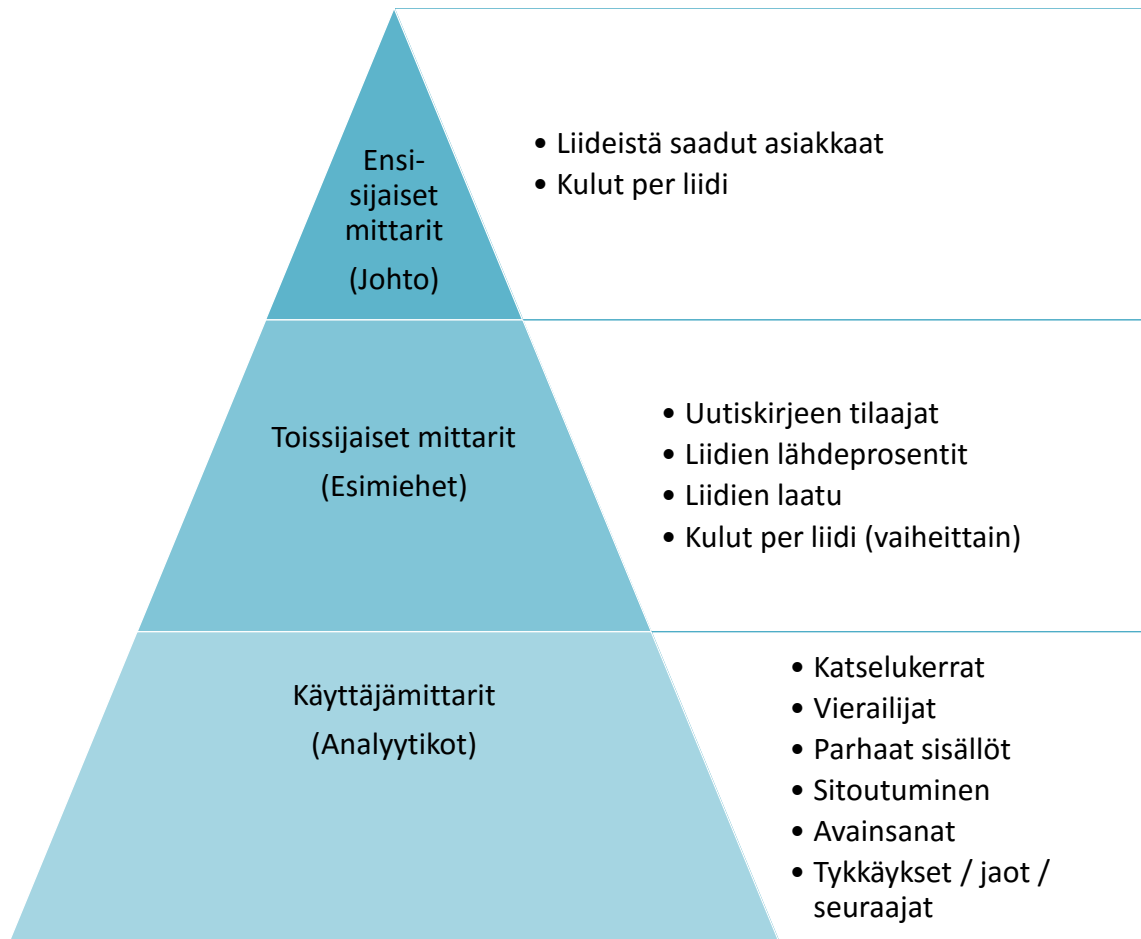 Ensi-
sijaiset
mittarit
(Johto)
• Liideistä saadut asiakkaat
• Kulut per liidi
Toissijaiset mittarit
(Esimiehet)
• Uutiskirjeen tilaajat
• Liidien lähdeprosentit
• Liidien laatu
• Kulut per liidi (vaiheittain)
Käyttäjämittarit
(Analyytikot)
• Katselukerrat
• Vierailijat
• Parhaat sisällöt
• Sitoutuminen
• Avainsanat
• Tykkäykset / jaot /
seuraajat